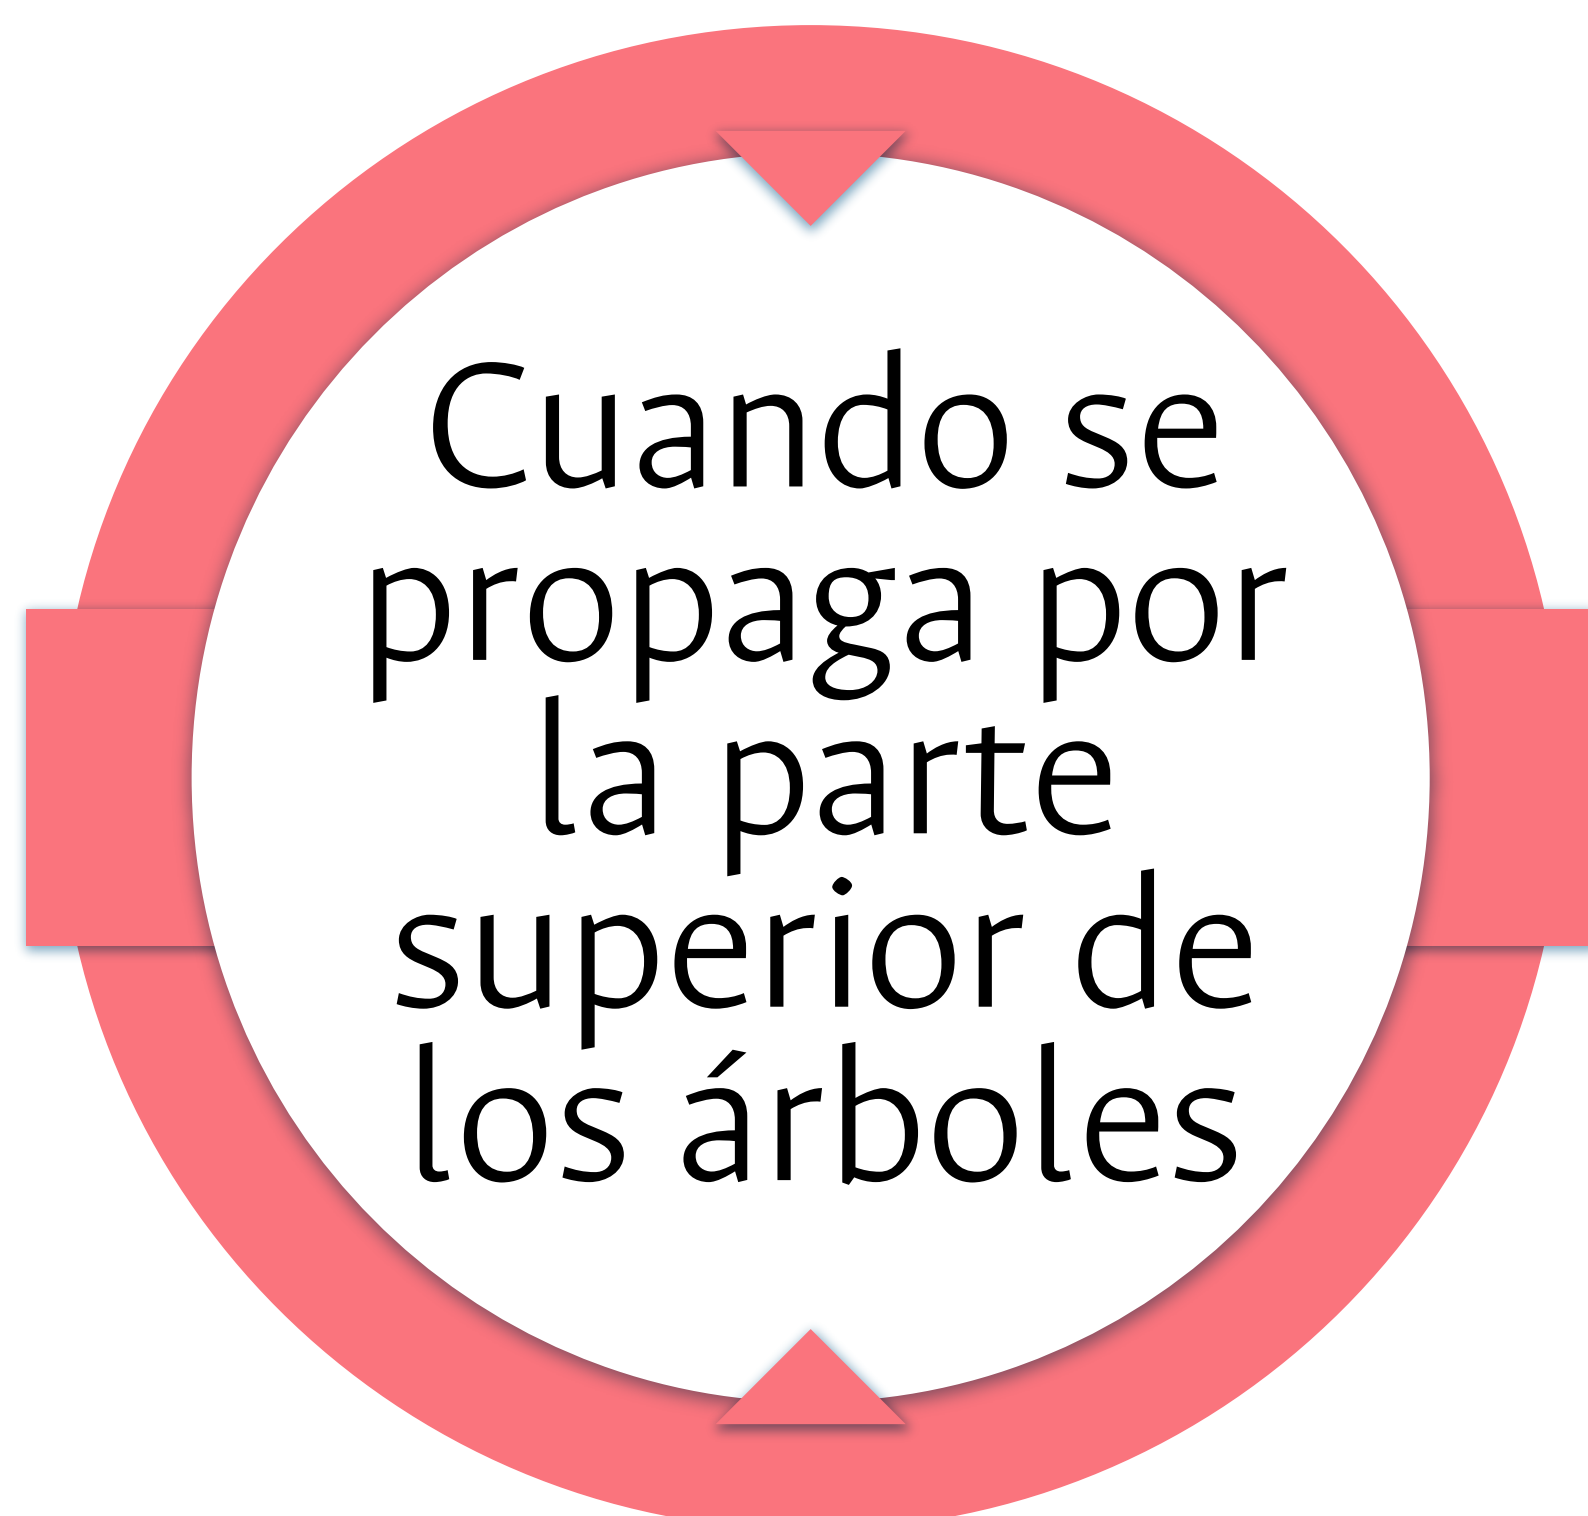 Cuando se
propaga por
la parte
superior de
los árboles